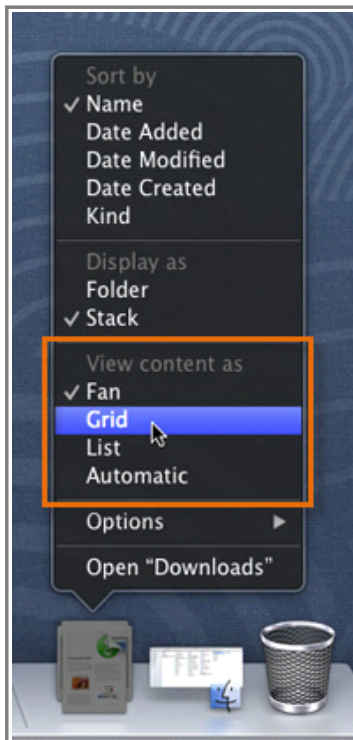 Sort by
✓ Name
Date Added
Date Modified
Date Created
Kind
Display as
Folder
✓ Stack
View content as
✓ Fan
Grid
List
Automatic
Options ▶
Open “Downloads”